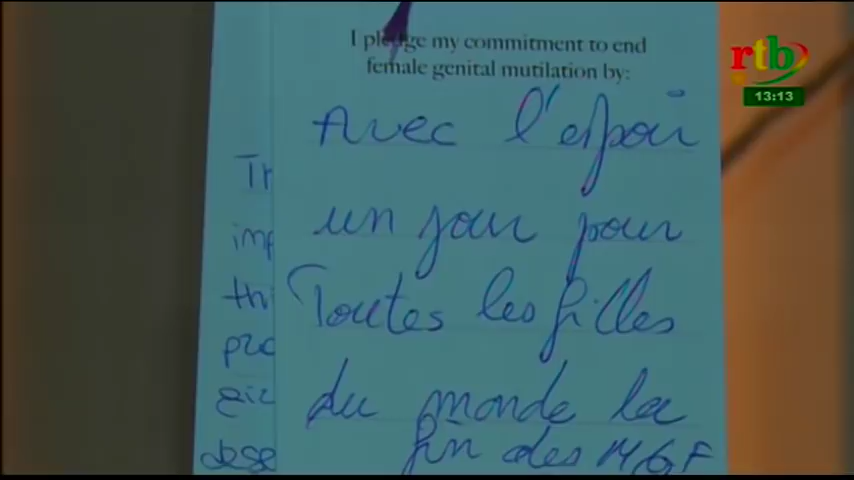 I pledge my commitment to end
female genital mutilation by:
Avec l'espoir
un jour pour
Toutes les filles
du monde la
fin des MGF
rtb
13:13